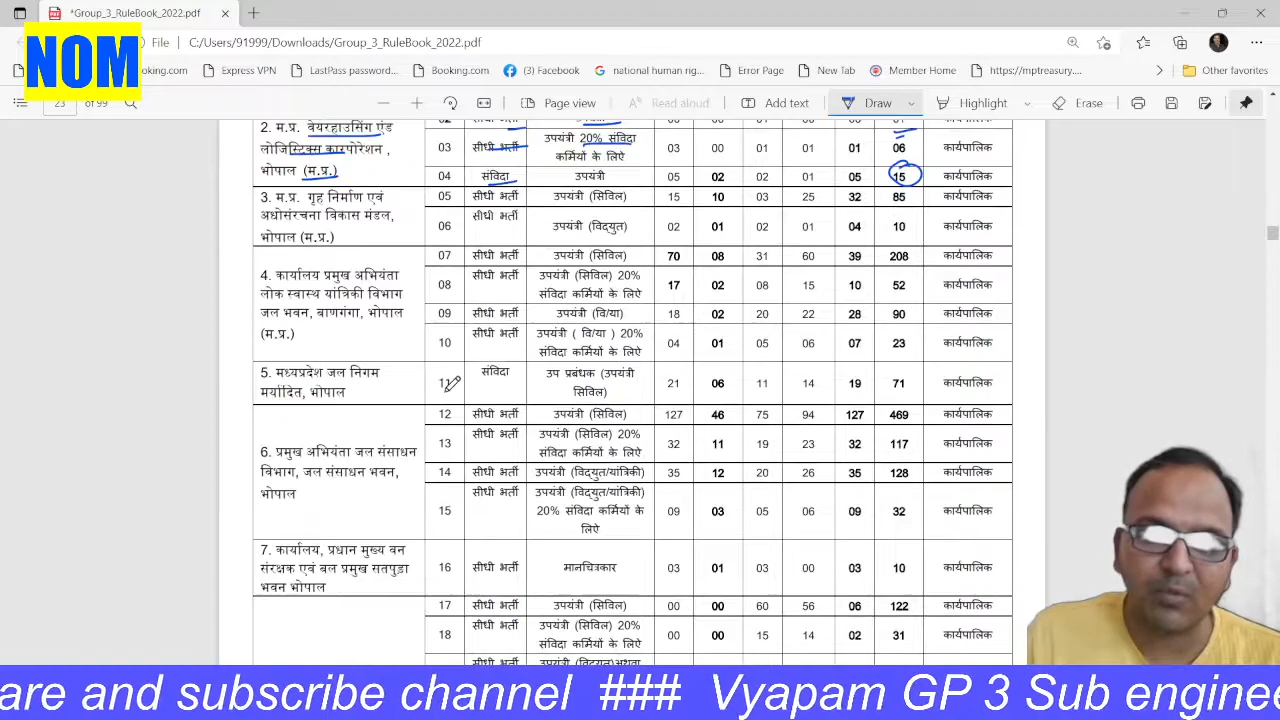 *Group_3_RuleBook_2022.pdf
NOM
File C:/Users/91999/Downloads/Group_3_RuleBook_2022.pdf
ooking.com Express VPN LastPass password... Booking.com (3) Facebook national human rig... Error Page New Tab Member Home https://mptreasury.... Other favorites
23 of 99 Page view Read aloud Add text Draw Highlight Erase
2. म.प्र. वेयरहाउसिंग एंड
लोजिस्टिक्स कारपोरेशन ,
भोपाल (म.प्र.)
03 सीधी भर्ती उपयंत्री 20% संविदा कर्मियों के लिऐ 03 00 01 01 01 06 कार्यपालिक
04 संविदा उपयंत्री 05 02 02 01 05 15 कार्यपालिक
3. म.प्र. गृह निर्माण एवं
अधोसंरचना विकास मंडल,
भोपाल (म.प्र.)
05 सीधी भर्ती उपयंत्री (सिविल) 15 10 03 25 32 85 कार्यपालिक
06 सीधी भर्ती उपयंत्री (विद्युत) 02 01 02 01 04 10 कार्यपालिक
4. कार्यालय प्रमुख अभियंता
लोक स्वास्थ यांत्रिकी विभाग
जल भवन, बाणगंगा, भोपाल
(म.प्र.)
07 सीधी भर्ती उपयंत्री (सिविल) 70 08 31 60 39 208 कार्यपालिक
08 सीधी भर्ती उपयंत्री (सिविल) 20% संविदा कर्मियों के लिऐ 17 02 08 15 10 52 कार्यपालिक
09 सीधी भर्ती उपयंत्री (वि/या) 18 02 20 22 28 90 कार्यपालिक
10 सीधी भर्ती उपयंत्री ( वि/या ) 20% संविदा कर्मियों के लिऐ 04 01 05 06 07 23 कार्यपालिक
5. मध्यप्रदेश जल निगम
मर्यादित, भोपाल
11 संविदा उप प्रबंधक (उपयंत्री सिविल) 21 06 11 14 19 71 कार्यपालिक
6. प्रमुख अभियंता जल संसाधन
विभाग, जल संसाधन भवन,
भोपाल
12 सीधी भर्ती उपयंत्री (सिविल) 127 46 75 94 127 469 कार्यपालिक
13 सीधी भर्ती उपयंत्री (सिविल) 20% संविदा कर्मियों के लिऐ 32 11 19 23 32 117 कार्यपालिक
14 सीधी भर्ती उपयंत्री (विद्युत/यांत्रिकी) 35 12 20 26 35 128 कार्यपालिक
15 सीधी भर्ती उपयंत्री (विद्युत/यांत्रिकी) 20% संविदा कर्मियों के लिऐ 09 03 05 06 09 32 कार्यपालिक
7. कार्यालय, प्रधान मुख्य वन
संरक्षक एवं बल प्रमुख सतपुड़ा
भवन भोपाल
16 सीधी भर्ती मानचित्रकार 03 01 03 00 03 10 कार्यपालिक
17 सीधी भर्ती उपयंत्री (सिविल) 00 00 60 56 06 122 कार्यपालिक
18 सीधी भर्ती उपयंत्री (सिविल) 20% संविदा कर्मियों के लिऐ 00 00 15 14 02 31 कार्यपालिक
are and subscribe channel ### Vyapam GP 3 Sub enginee